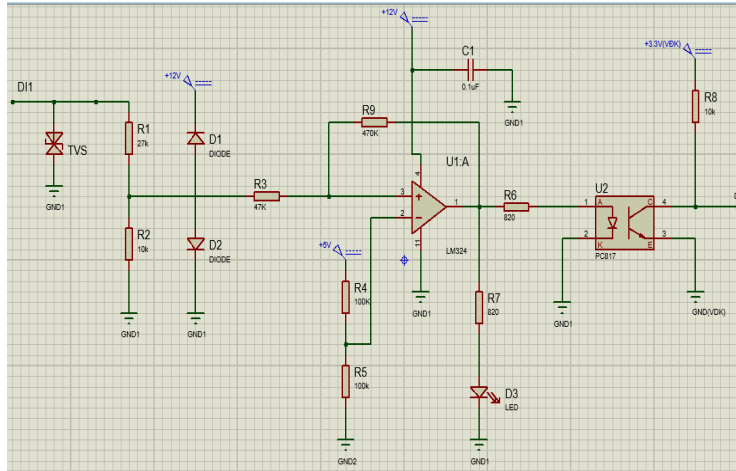 +12V
C1
0.1uF
GND1
+3.3V(VDK)
R8
10k
DI1
+12V
TVS
GND1
R1
27k
D1
DIODE
R9
470K
U1:A
R3
47K
3
2
4
11
1
LM324
GND1
R6
820
U2
1
A
C
4
2
K
E
3
PC817
GND1
GND(VDK)
R2
10k
GND1
D2
DIODE
GND1
+5V
R4
100K
R5
100k
GND2
R7
820
D3
LED
GND1